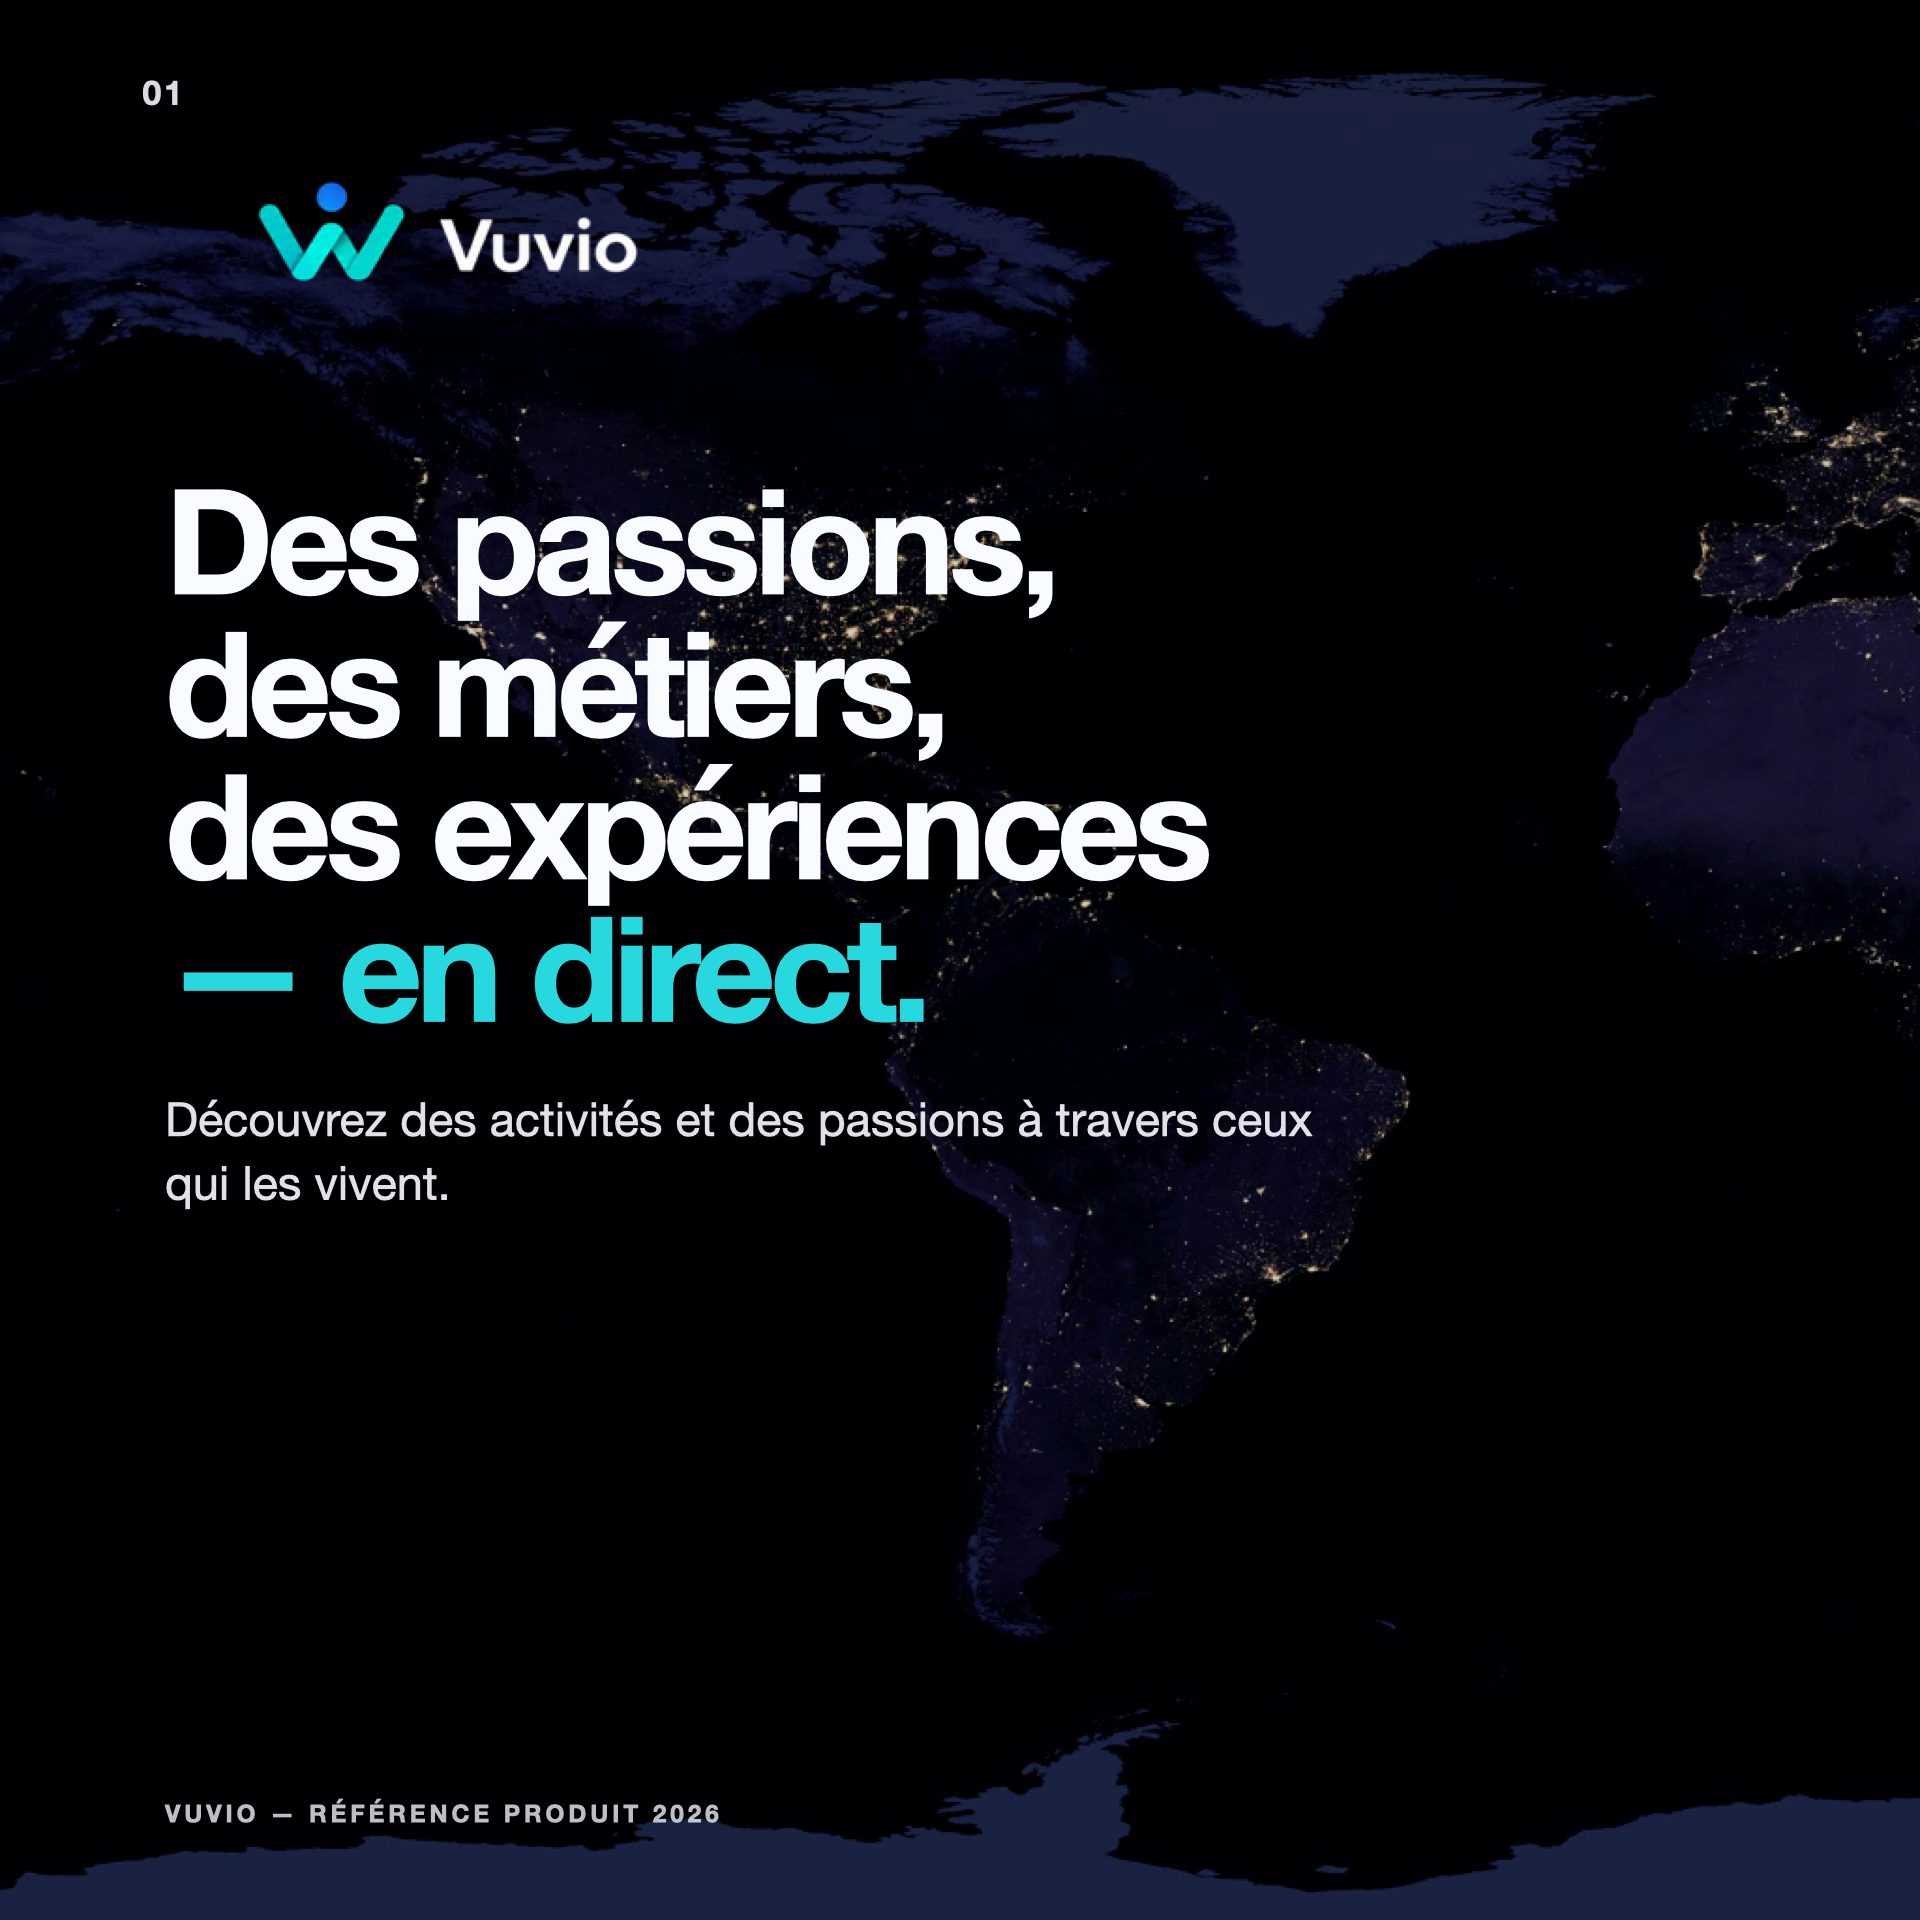 01
Vuvio
Des passions,
des métiers,
des expériences
— en direct.
Découvrez des activités et des passions à travers ceux
qui les vivent.
VUVIO — RÉFÉRENCE PRODUIT 2026